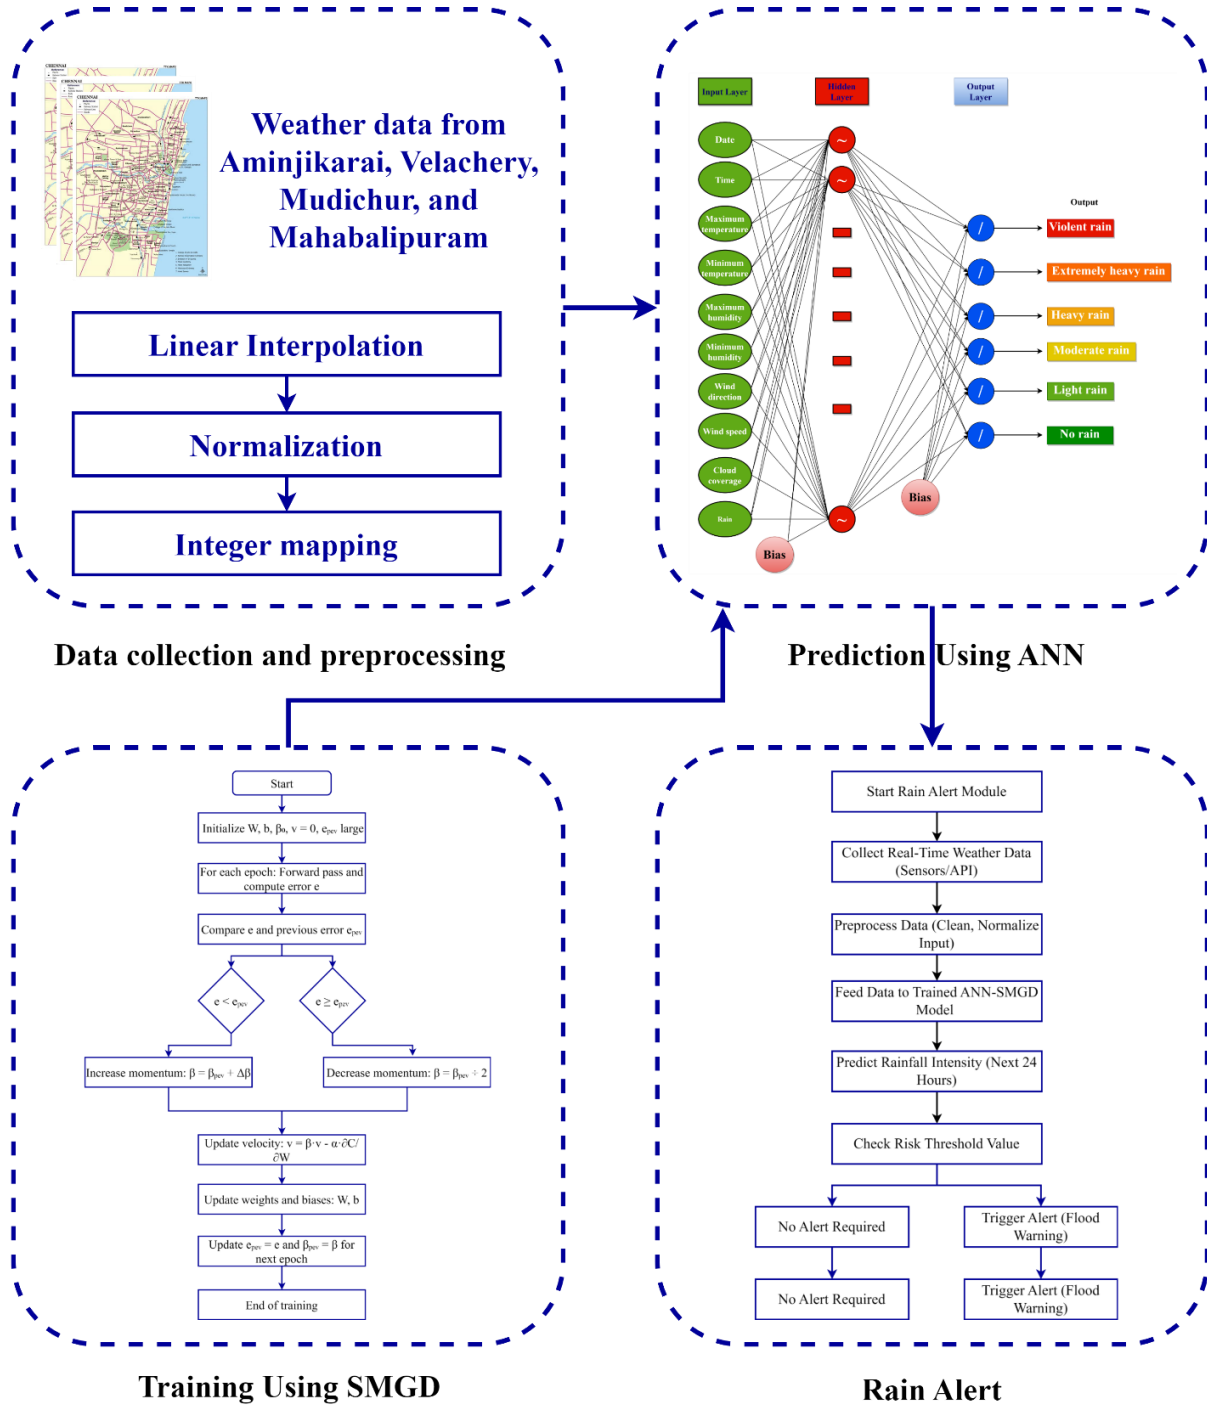 CHENNAI
CHENNAI
CHENNAI
Weather data from
Aminjikarai, Velachery,
Mudichur, and
Mahabalipuram
Linear Interpolation
Normalization
Integer mapping
Data collection and preprocessing
Input Layer
Hidden
Layer
Output
Layer
Date
Time
Maximum
temperature
Minimum
temperature
Maximum
humidity
Minimum
humidity
Wind
direction
Wind speed
Cloud
coverage
Rain
Bias
~
~
~
Bias
/
/
/
/
/
/
Output
Violent rain
Extremely heavy rain
Heavy rain
Moderate rain
Light rain
No rain
Prediction Using ANN
Start
Initialize W, b, β₀, v = 0, eₚₑᵥ large
For each epoch: Forward pass and
compute error e
Compare e and previous error eₚₑᵥ
e < eₚₑᵥ
e ≥ eₚₑᵥ
Increase momentum: β = βₚₑᵥ + Δβ
Decrease momentum: β = βₚₑᵥ ÷ 2
Update velocity: v = β·v - α·∂C/
∂W
Update weights and biases: W, b
Update eₚₑᵥ = e and βₚₑᵥ = β for
next epoch
End of training
Training Using SMGD
Start Rain Alert Module
Collect Real-Time Weather Data
(Sensors/API)
Preprocess Data (Clean, Normalize
Input)
Feed Data to Trained ANN-SMGD
Model
Predict Rainfall Intensity (Next 24
Hours)
Check Risk Threshold Value
No Alert Required
Trigger Alert (Flood
Warning)
No Alert Required
Trigger Alert (Flood
Warning)
Rain Alert